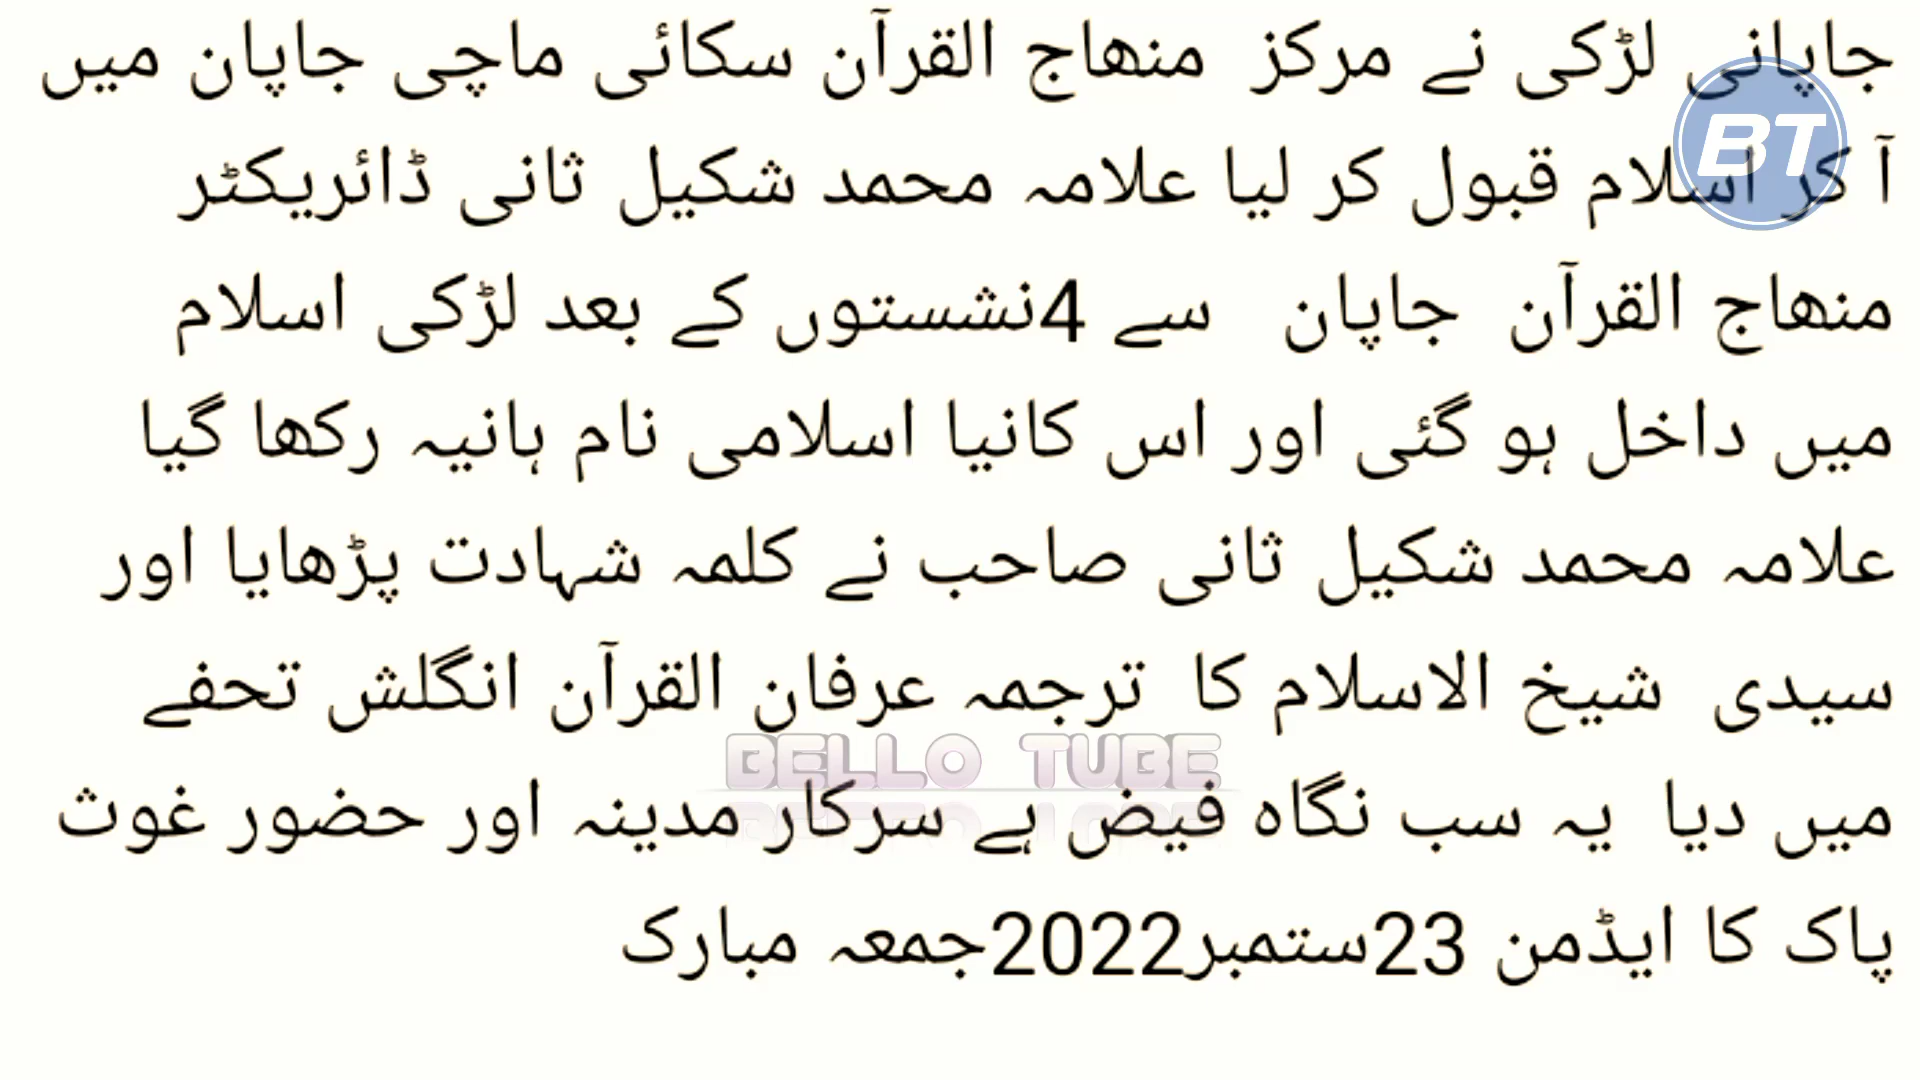 جاپانی لڑکی نے مرکز منھاج القرآن سکائی ماچی جاپان میں
آ کر اسلام قبول کر لیا علامہ محمد شکیل ثانی ڈائریکٹر
منھاج القرآن جاپان سے 4نشستوں کے بعد لڑکی اسلام
میں داخل ہو گئی اور اس کانیا اسلامی نام ہانیہ رکھا گیا
علامہ محمد شکیل ثانی صاحب نے کلمہ شہادت پڑھایا اور
سیدی شیخ الاسلام کا ترجمہ عرفان القرآن انگلش تحفے
میں دیا یہ سب نگاہ فیض ہے سرکار مدینہ اور حضور غوث
پاک کا ایڈمن 23ستمبر2022جمعہ مبارک
BT
BELLO TUBE